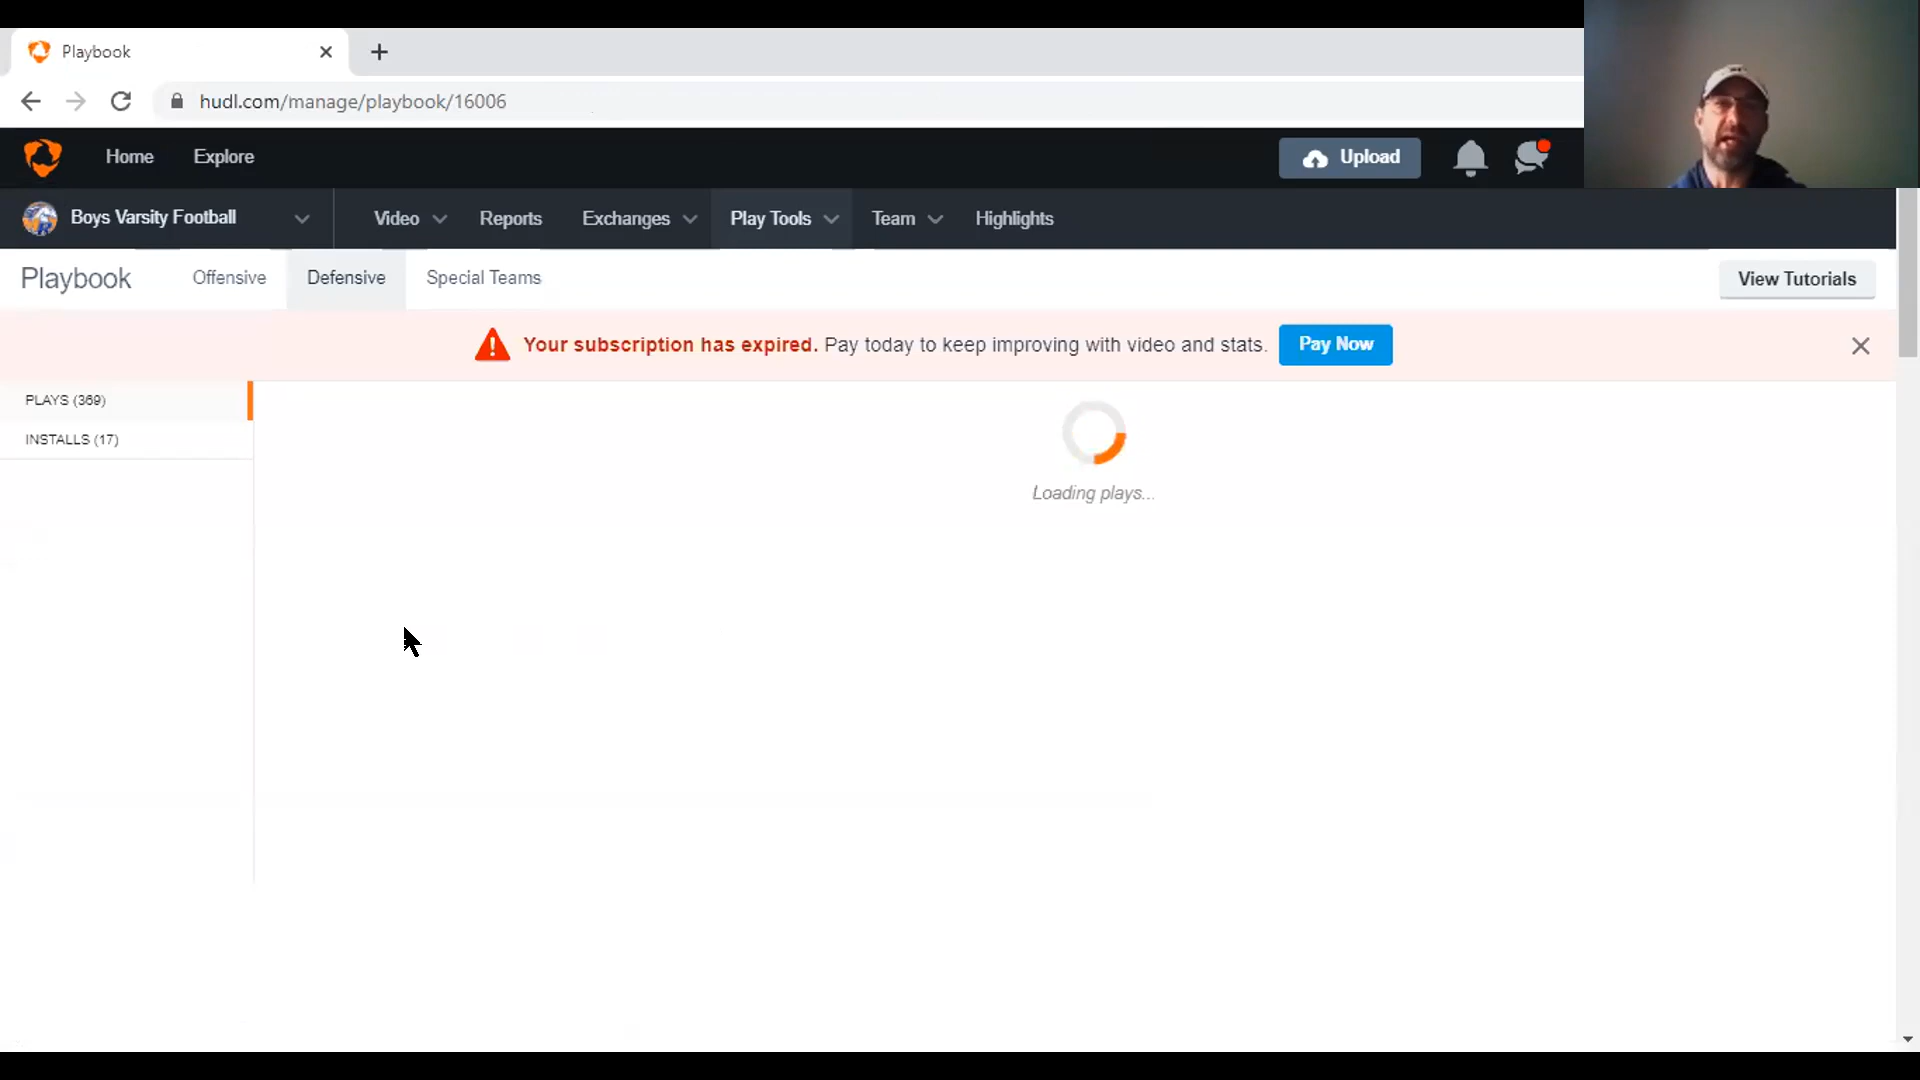 Playbook
hudl.com/manage/playbook/16006
Home Explore Upload
Boys Varsity Football Video Reports Exchanges Play Tools Team Highlights
Playbook Offensive Defensive Special Teams View Tutorials
Your subscription has expired. Pay today to keep improving with video and stats. Pay Now
PLAYS (369)
INSTALLS (17)
Loading plays...